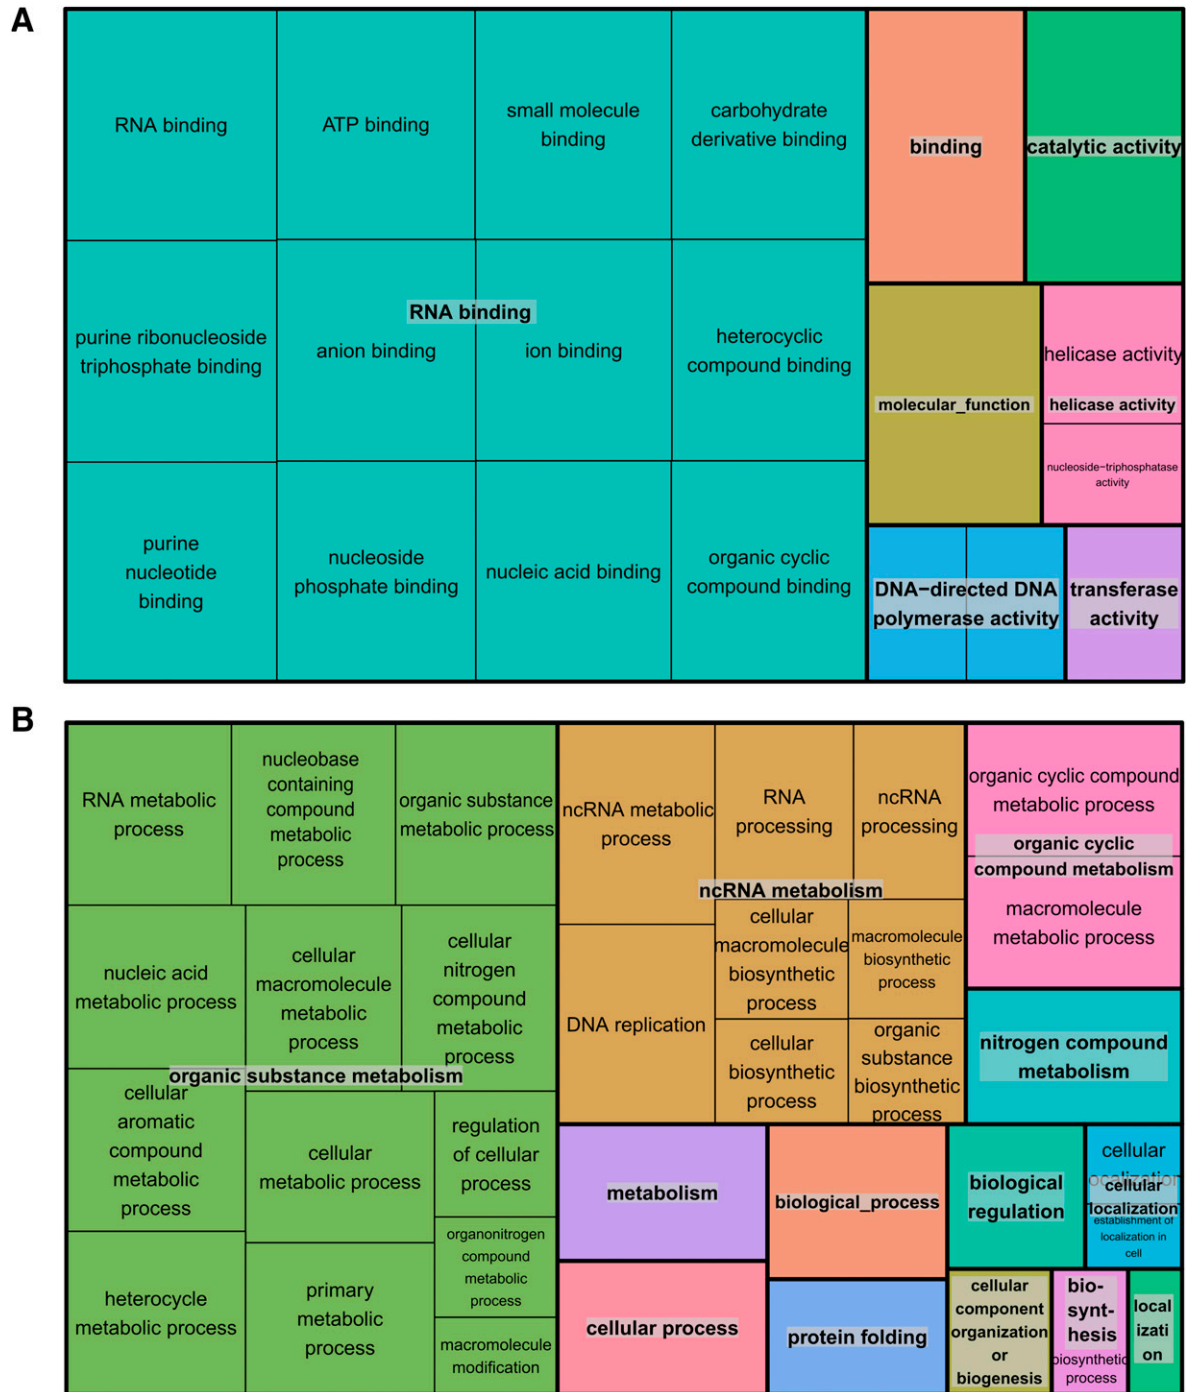 A
RNA binding
ATP binding
small molecule
binding
carbohydrate
derivative binding
binding
catalytic activity
purine ribonucleoside
triphosphate binding
RNA binding
anion binding
ion binding
heterocyclic
compound binding
molecular_function
helicase activity
helicase activity
nucleoside−triphosphatase
activity
purine
nucleotide
binding
nucleoside
phosphate binding
nucleic acid binding
organic cyclic
compound binding
DNA−directed DNA
polymerase activity
transferase
activity
B
RNA metabolic
process
nucleobase
containing
compound
metabolic
process
organic substance
metabolic process
nucleic acid
metabolic process
cellular
macromolecule
metabolic
process
cellular
nitrogen
compound
metabolic
process
organic substance metabolism
cellular
aromatic
compound
metabolic
process
cellular
metabolic process
regulation
of cellular
process
organonitrogen
compound
metabolic
process
heterocycle
metabolic process
primary
metabolic
process
macromolecule
modification
ncRNA metabolic
process
RNA
processing
ncRNA
processing
ncRNA metabolism
cellular
macromolecule
biosynthetic
process
macromolecule
biosynthetic
process
DNA replication
cellular
biosynthetic
process
organic
substance
biosynthetic
process
organic cyclic compound
metabolic process
organic cyclic
compound metabolism
macromolecule
metabolic process
nitrogen compound
metabolism
metabolism
biological_process
biological
regulation
cellular
localization
cellular
localization
establishment of
localization in
cell
cellular process
protein folding
cellular
component
organization
or
biogenesis
bio-
synt-
hesis
biosynthetic
process
local
izati
on